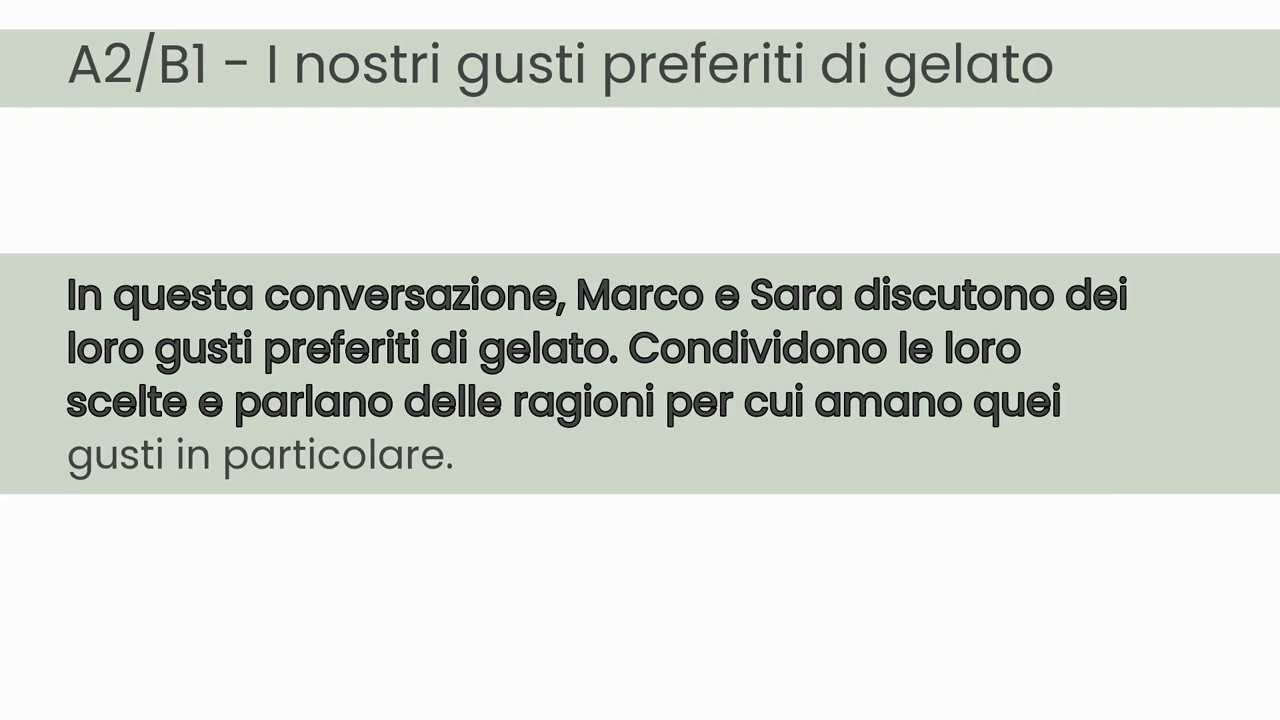 A2/B1 - I nostri gusti preferiti di gelato
In questa conversazione, Marco e Sara discutono dei
loro gusti preferiti di gelato. Condividono le loro
scelte e parlano delle ragioni per cui amano quei
gusti in particolare.